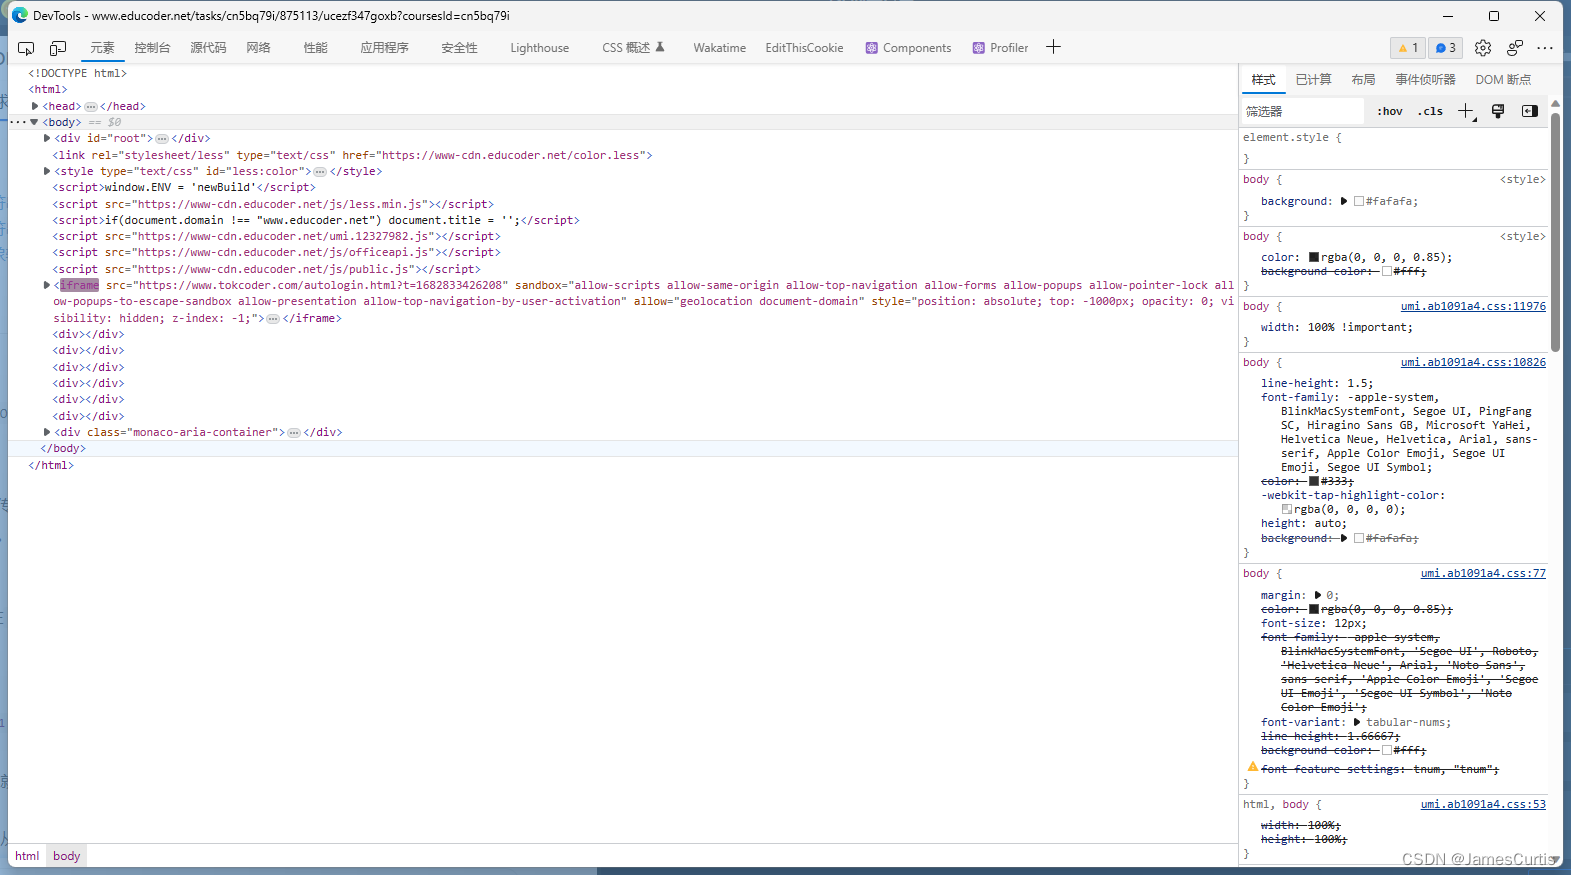 DevTools - www.educoder.net/tasks/cn5bq79i/875113/ucezf347goxb?coursesId=cn5bq79i
元素 控制台 源代码 网络 性能 应用程序 安全性 Lighthouse CSS 概述 Wakatime EditThisCookie Components Profiler 1 3
<!DOCTYPE html>
<html>
<head> ··· </head>
··· <body> == $0
<div id="root"> ··· </div>
<link rel="stylesheet/less" type="text/css" href="https://www-cdn.educoder.net/color.less">
<style type="text/css" id="less:color"> ··· </style>
<script>window.ENV = 'newBuild'</script>
<script src="https://www-cdn.educoder.net/js/less.min.js"></script>
<script>if(document.domain !== "www.educoder.net") document.title = '';</script>
<script src="https://www-cdn.educoder.net/umi.12327982.js"></script>
<script src="https://www-cdn.educoder.net/js/officeapi.js"></script>
<script src="https://www-cdn.educoder.net/js/public.js"></script>
<iframe src="https://www.tokcoder.com/autologin.html?t=1682833426208" sandbox="allow-scripts allow-same-origin allow-top-navigation allow-forms allow-popups allow-pointer-lock all
ow-popups-to-escape-sandbox allow-presentation allow-top-navigation-by-user-activation" allow="geolocation document-domain" style="position: absolute; top: -1000px; opacity: 0; vi
sibility: hidden; z-index: -1;"> ··· </iframe>
<div></div>
<div></div>
<div></div>
<div></div>
<div></div>
<div></div>
<div class="monaco-aria-container"> ··· </div>
</body>
</html>
html body
样式 已计算 布局 事件侦听器 DOM 断点
筛选器 :hov .cls
element.style {
}
body { <style>
background: #fafafa;
}
body { <style>
color: rgba(0, 0, 0, 0.85);
background-color: #fff;
}
body { umi.ab1091a4.css:11976
width: 100% !important;
}
body { umi.ab1091a4.css:10826
line-height: 1.5;
font-family: -apple-system,
BlinkMacSystemFont, Segoe UI, PingFang
SC, Hiragino Sans GB, Microsoft YaHei,
Helvetica Neue, Helvetica, Arial, sans-
serif, Apple Color Emoji, Segoe UI
Emoji, Segoe UI Symbol;
color: #333;
-webkit-tap-highlight-color:
rgba(0, 0, 0, 0);
height: auto;
background: #fafafa;
}
body { umi.ab1091a4.css:77
margin: 0;
color: rgba(0, 0, 0, 0.85);
font-size: 12px;
font-family: -apple-system,
BlinkMacSystemFont, 'Segoe UI', Roboto,
'Helvetica Neue', Arial, 'Noto Sans',
sans-serif, 'Apple Color Emoji', 'Segoe
UI Emoji', 'Segoe UI Symbol', 'Noto
Color Emoji';
font-variant: tabular-nums;
line-height: 1.66667;
background-color: #fff;
font-feature-settings: tnum, "tnum";
}
html, body { umi.ab1091a4.css:53
width: 100%;
height: 100%;
}
CSDN @JamesCurtis